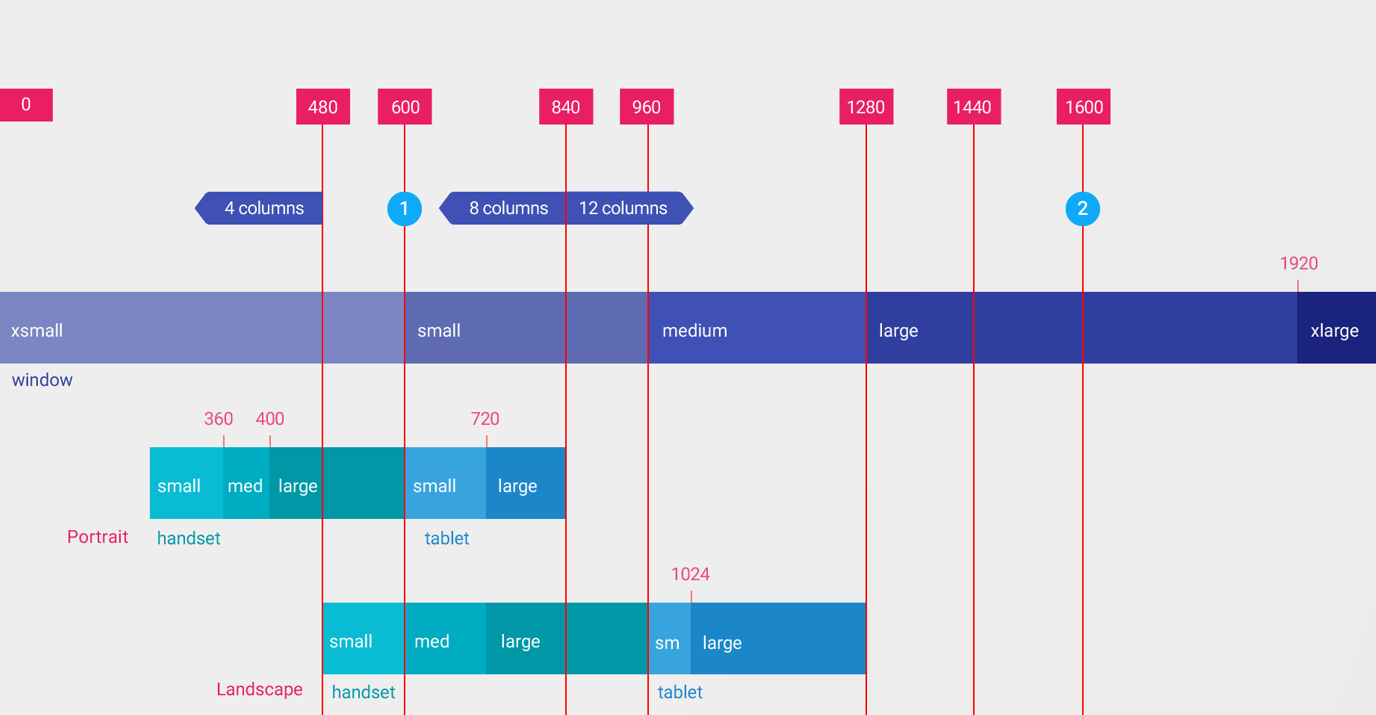 0
480
600
840
960
1280
1440
1600
4 columns
1
8 columns
12 columns
2
1920
xsmall
small
medium
large
xlarge
window
360
400
720
small
med
large
small
large
Portrait
handset
tablet
1024
small
med
large
sm
large
Landscape
handset
tablet